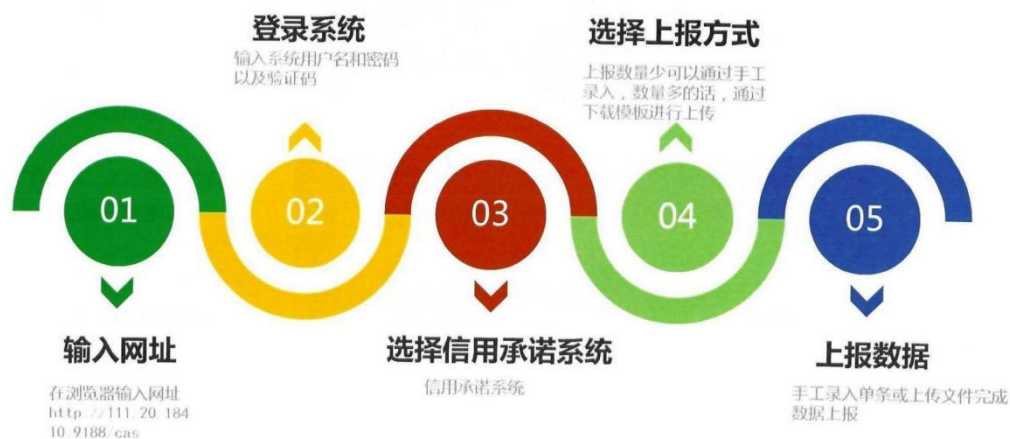 登录系统
输入系统用户名和密码
以及验证码
选择上报方式
上报数量少可以通过手工
录入，数量多的话，通过
下载模板进行上传
01
02
03
04
05
输入网址
在浏览器输入网址
http://111.20.184.
10:9188/cas
选择信用承诺系统
信用承诺系统
上报数据
手工录入单条或上传文件完成
数据上报